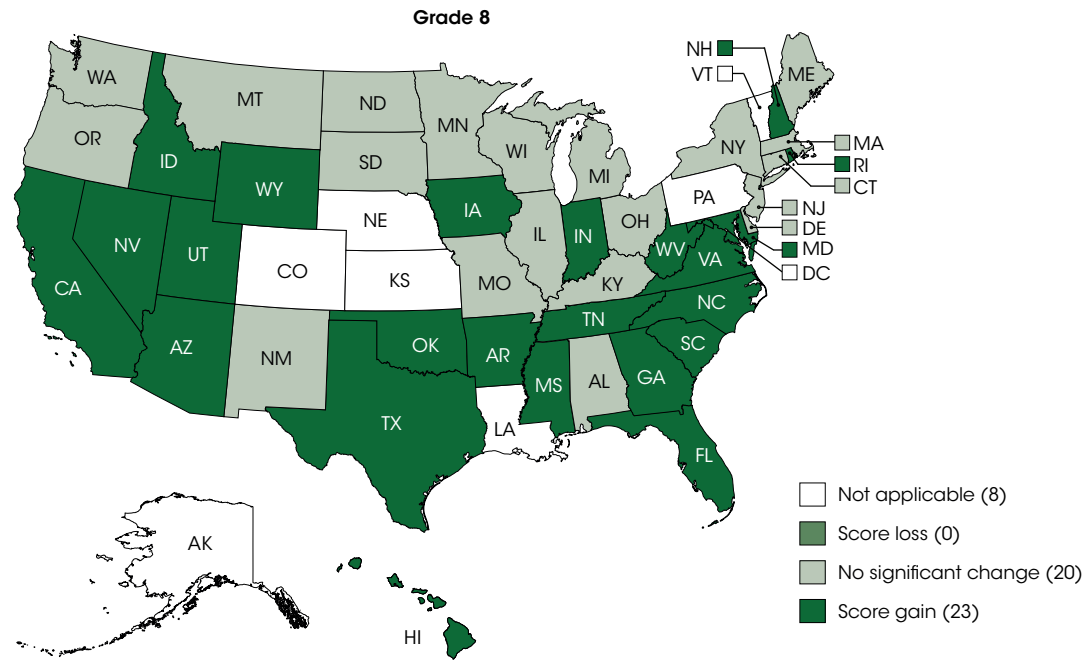 Grade 8
NH
VT
WA
ME
MT
ND
OR
MN
NY
MA
WI
SD
ID
RI
MI
CT
WY
PA
NJ
IA
NE
OH
DE
IL
IN
NV
WV
MD
UT
VA
CO
DC
KS
MO
KY
CA
NC
TN
OK
SC
AZ
NM
AR
GA
MS
AL
TX
LA
FL
Not applicable (8)
Score loss (0)
AK
No significant change (20)
Score gain (23)
HI